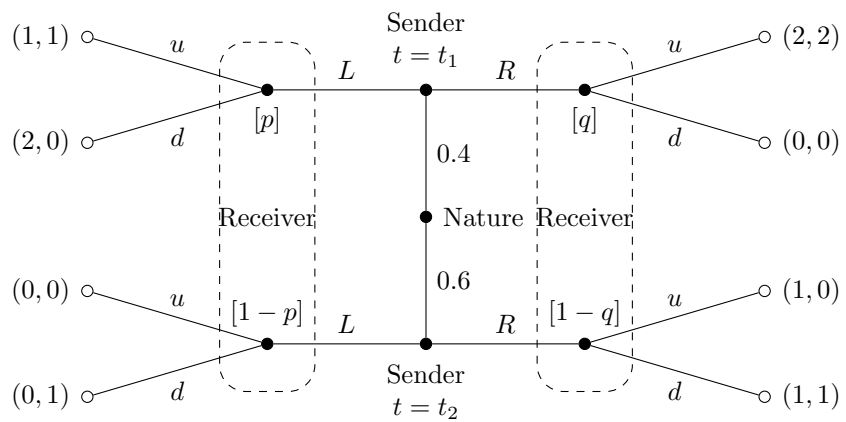 Sender
t = t₁
(1, 1) u L R u (2, 2)
[p] [q]
(2, 0) d d (0, 0)
0.4
Receiver Nature Receiver
0.6
(0, 0) u [1 − p] [1 − q] u (1, 0)
L R
(0, 1) d d (1, 1)
Sender
t = t₂